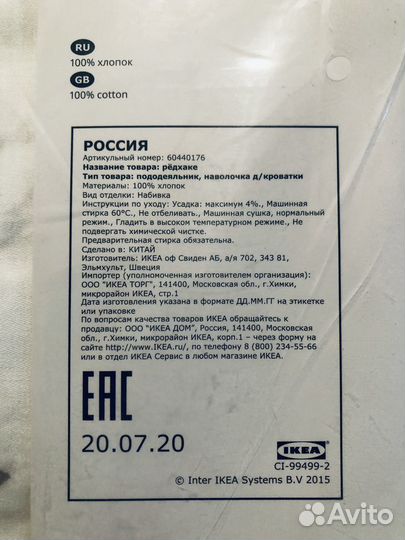 RU
100% хлопок
GB
100% cotton
РОССИЯ
Артикульный номер: 60440176
Название товара: рёдхаке
Тип товара: пододеяльник, наволочка д/кроватки
Материалы: 100% хлопок
Вид отделки: Набивка
Инструкции по уходу: Усадка: максимум 4%., Машинная
стирка 60°С., Не отбеливать., Машинная сушка, нормальный
режим., Гладить в высоком температурном режиме., Не
подвергать химической чистке.
Предварительная стирка обязательна.
Сделано в: КИТАЙ
Изготовитель: ИКЕА оф Свиден АБ, а/я 702, 343 81,
Эльмхульт, Швеция
Импортер (уполномоченная изготовителем организация):
ООО "ИКЕА ТОРГ", 141400, Московская обл., г.Химки,
микрорайон ИКЕА, стр.1
Дата изготовления указана в формате ДД.ММ.ГГ на этикетке
или упаковке
По вопросам качества товаров ИКЕА обращайтесь к
продавцу: ООО "ИКЕА ДОМ", Россия, 141400, Московская
обл., г.Химки, микрорайон ИКЕА, корп.1 – через форму на
сайте http://www.IKEA.ru/, по телефону 8 (800) 234-55-66
или в отдел ИКЕА Сервис в любом магазине ИКЕА.
ЕАС
20.07.20
IKEA
CI-99499-2
© Inter IKEA Systems B.V 2015
Avito